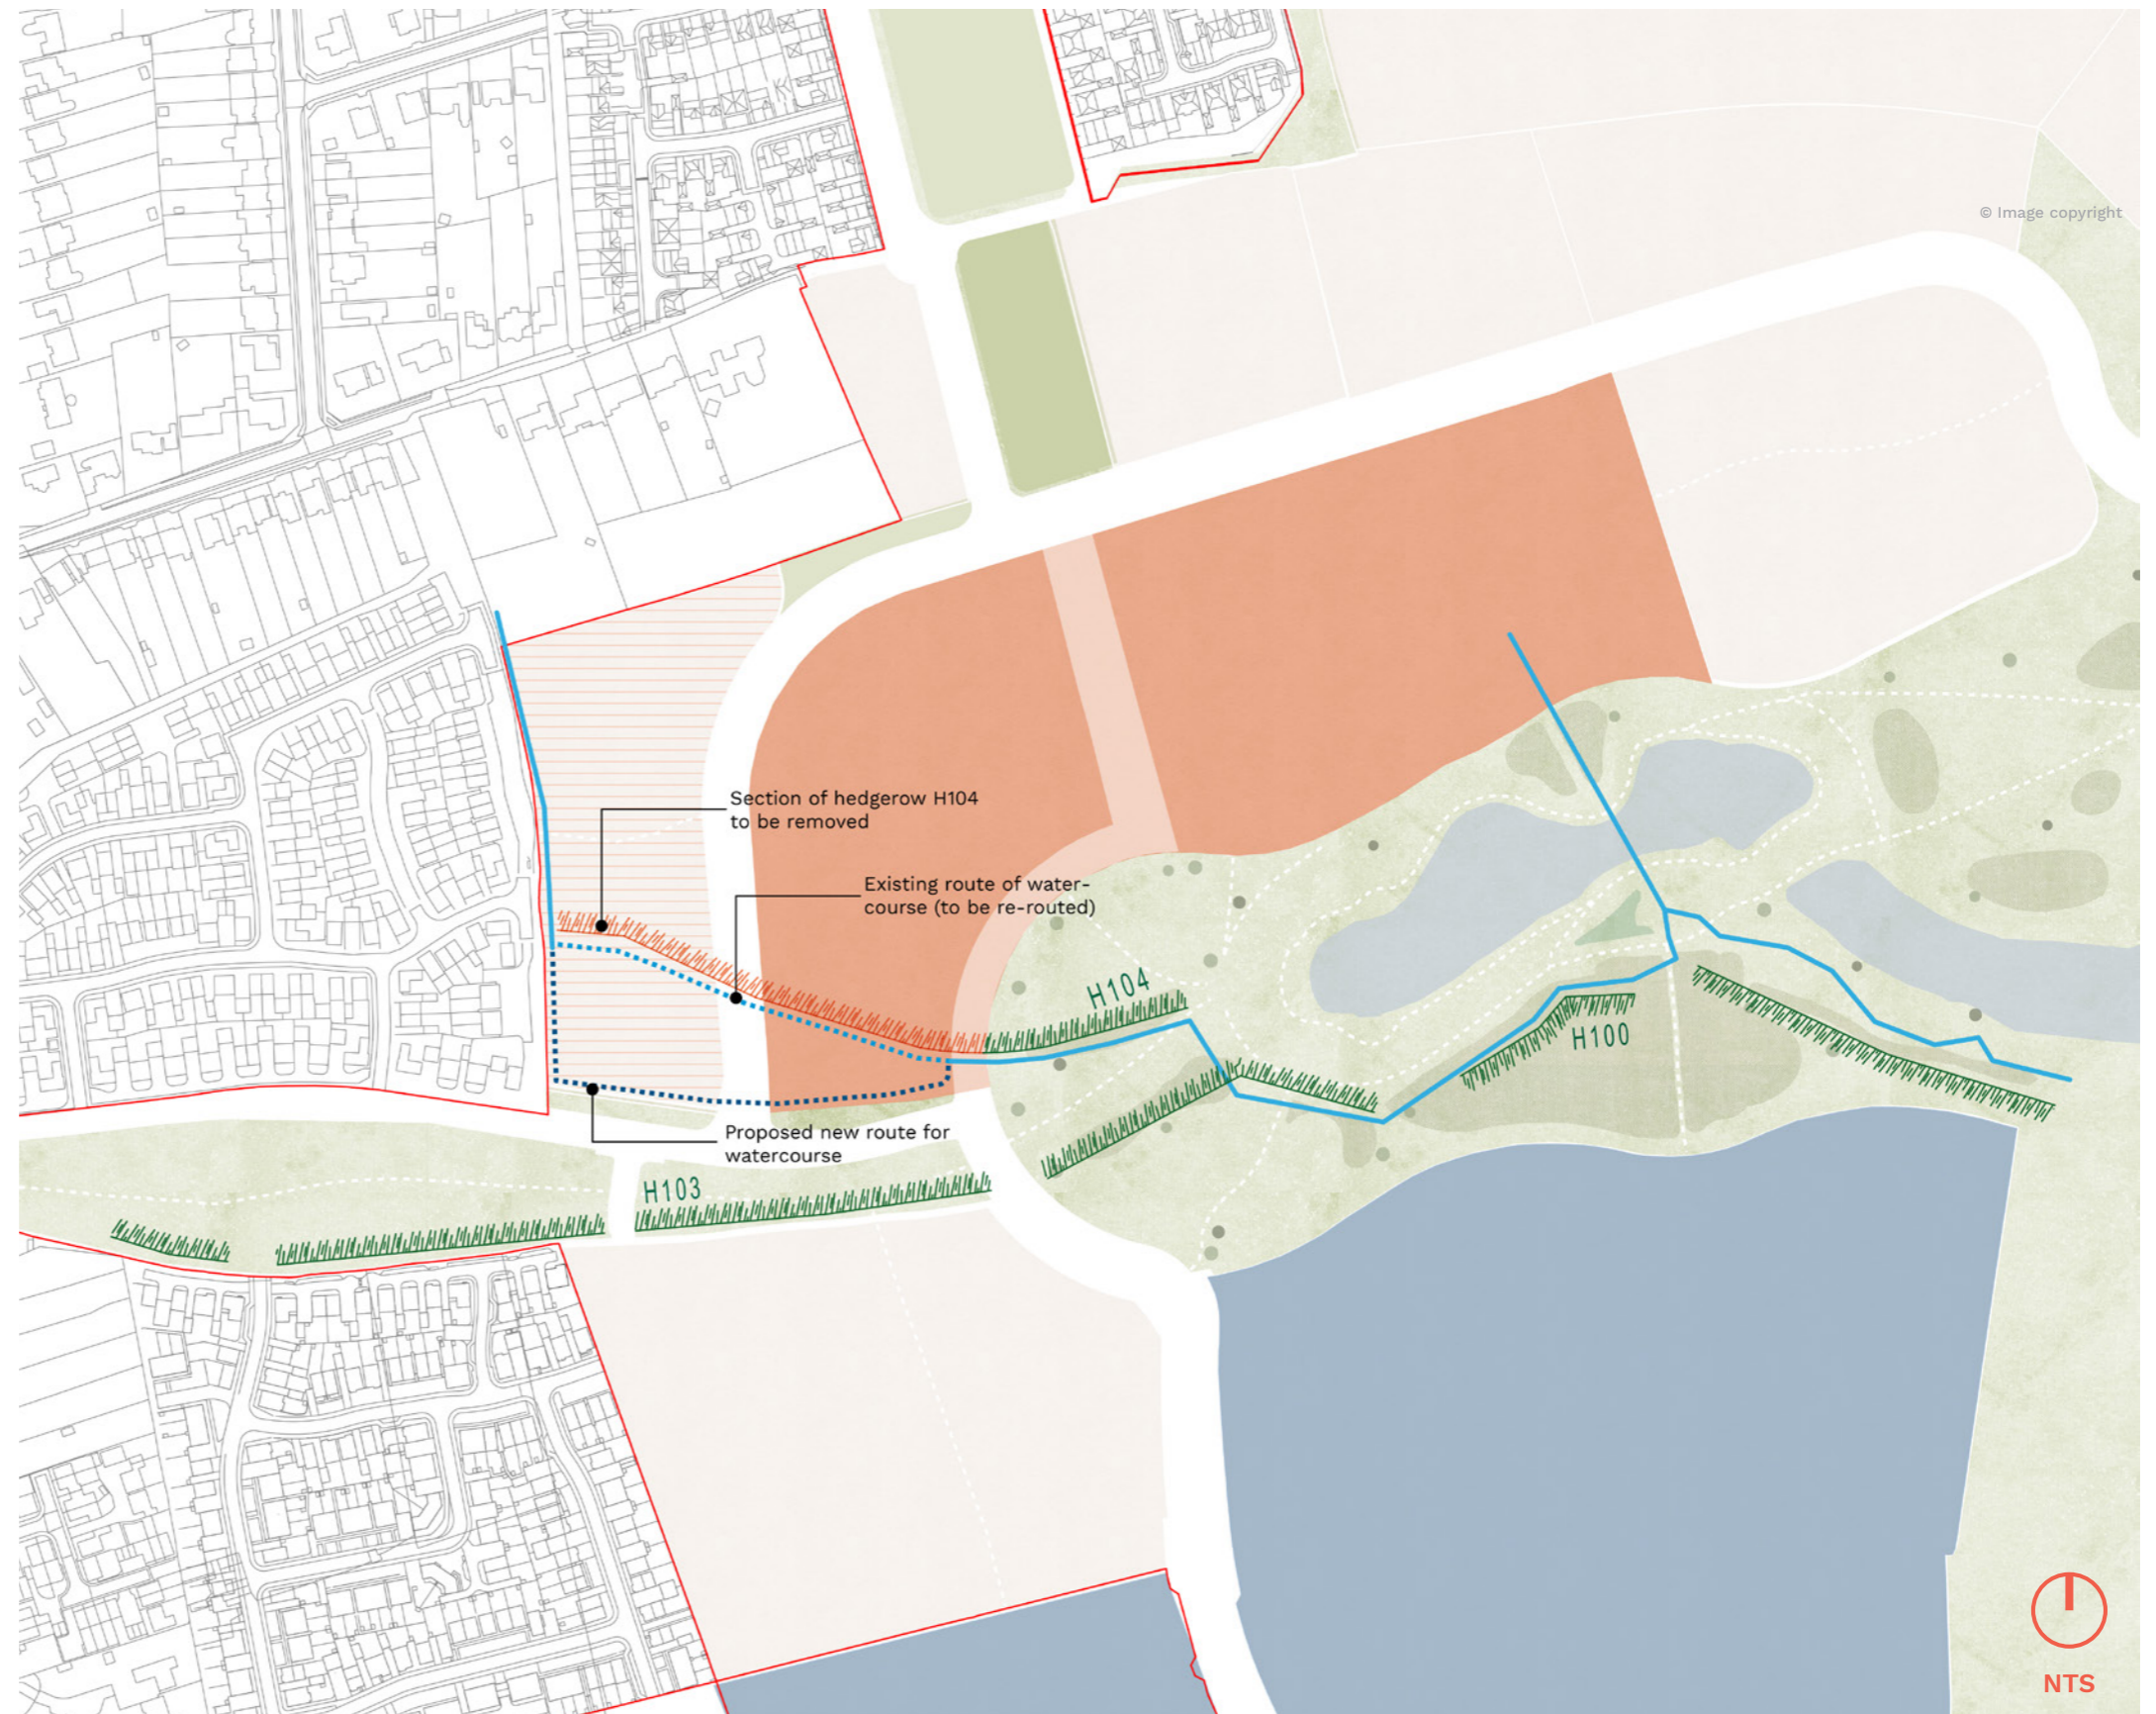 © Image copyright
Section of hedgerow H104
to be removed
Existing route of water-
course (to be re-routed)
H104
H100
Proposed new route for
watercourse
H103
NTS